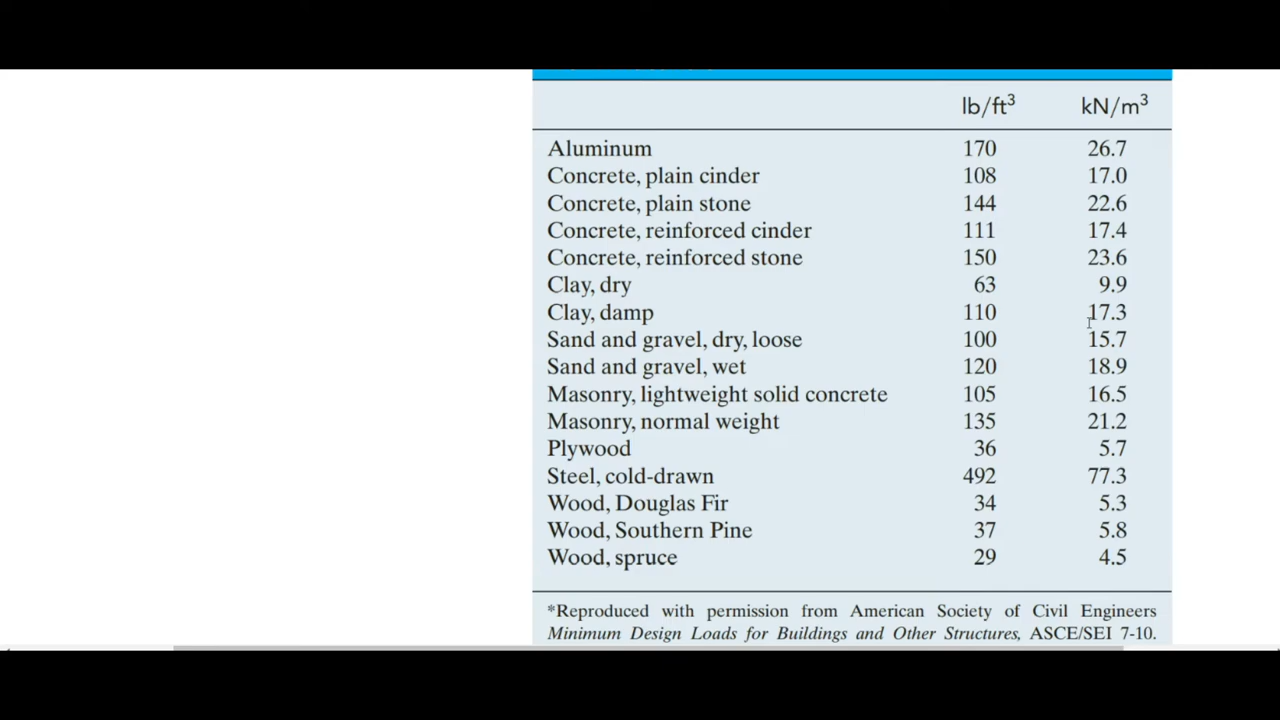 lb/ft³ kN/m³
Aluminum 170 26.7
Concrete, plain cinder 108 17.0
Concrete, plain stone 144 22.6
Concrete, reinforced cinder 111 17.4
Concrete, reinforced stone 150 23.6
Clay, dry 63 9.9
Clay, damp 110 17.3
Sand and gravel, dry, loose 100 15.7
Sand and gravel, wet 120 18.9
Masonry, lightweight solid concrete 105 16.5
Masonry, normal weight 135 21.2
Plywood 36 5.7
Steel, cold-drawn 492 77.3
Wood, Douglas Fir 34 5.3
Wood, Southern Pine 37 5.8
Wood, spruce 29 4.5
*Reproduced with permission from American Society of Civil Engineers
Minimum Design Loads for Buildings and Other Structures, ASCE/SEI 7-10.